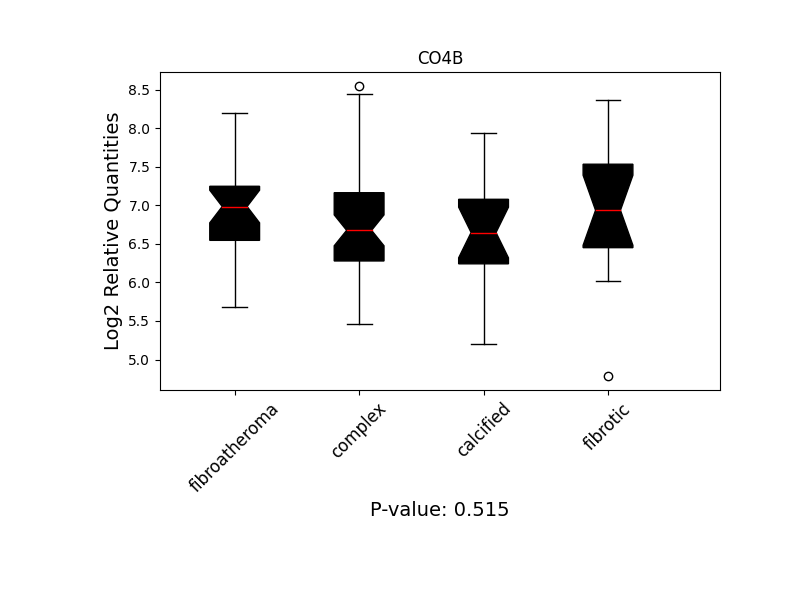 CO4B
Log2 Relative Quantities
8.5
8.0
7.5
7.0
6.5
6.0
5.5
5.0
fibroatheroma
complex
calcified
fibrotic
P-value: 0.515